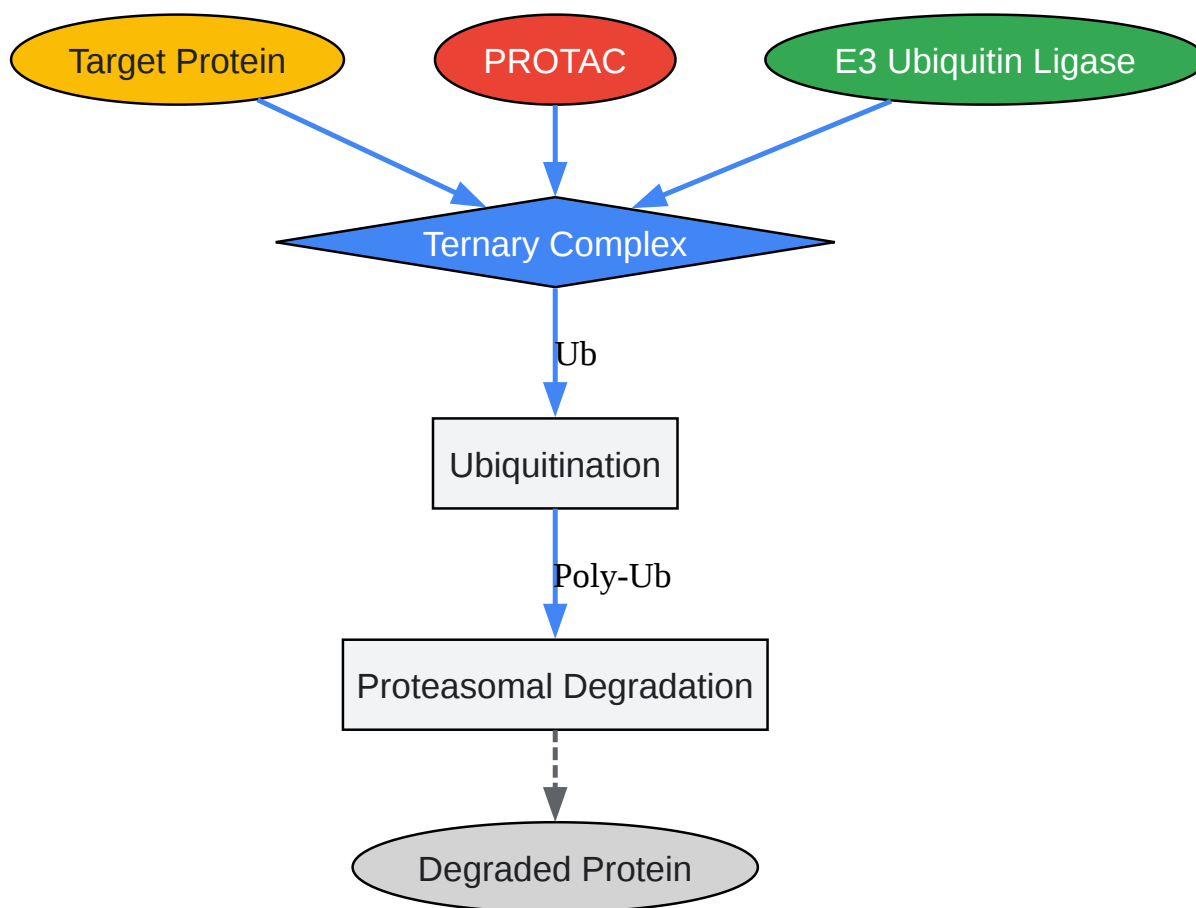 Target Protein
PROTAC
E3 Ubiquitin Ligase
Ternary Complex
Ub
Ubiquitination
Poly-Ub
Proteasomal Degradation
Degraded Protein